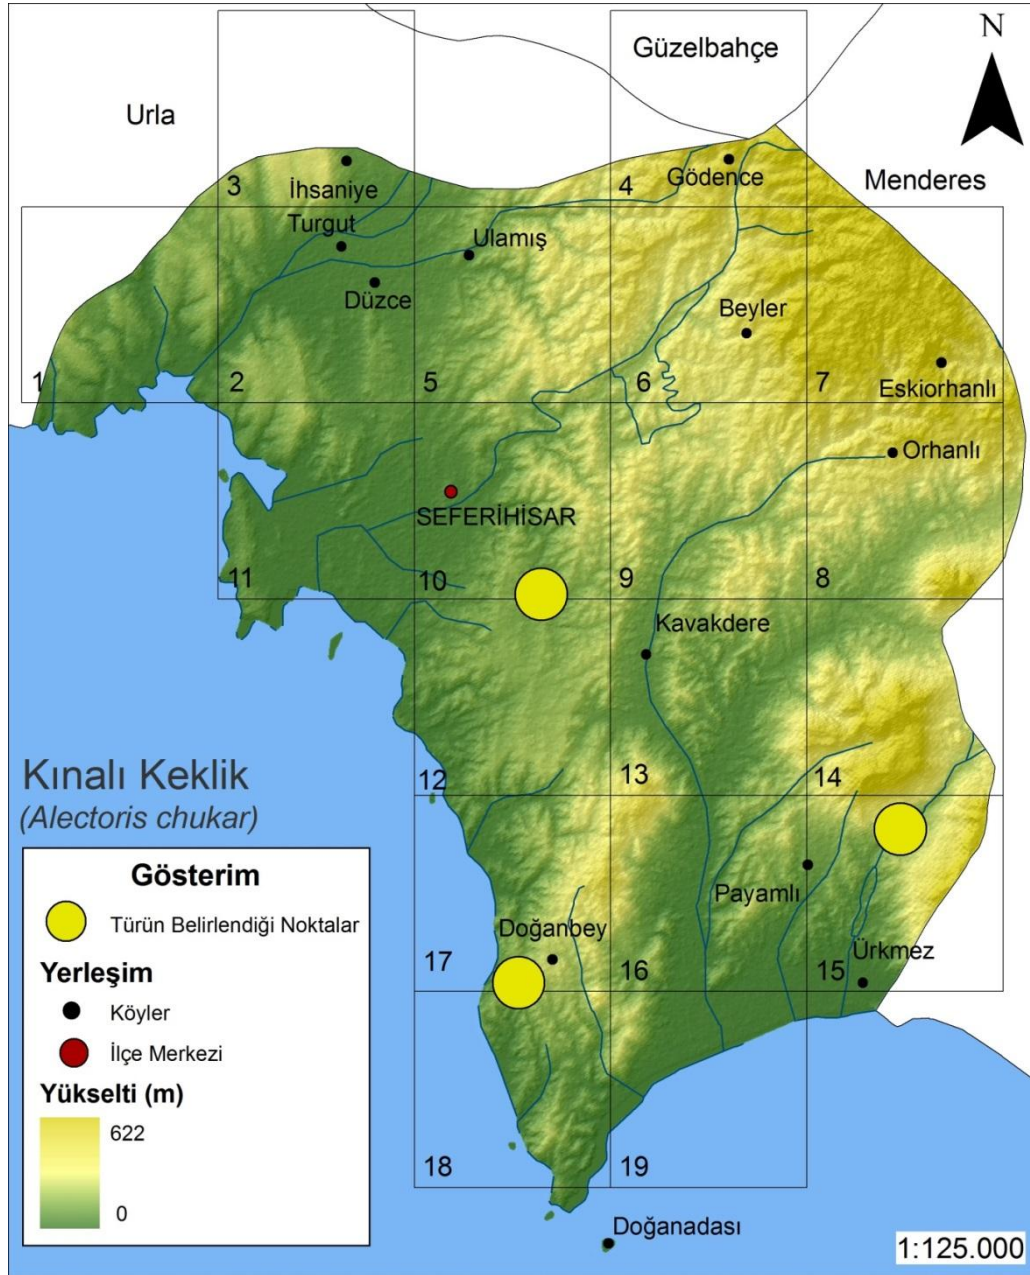 N
Güzelbahçe
Urla
Menderes
3
4
İhsaniye
Gödence
Turgut
Ulamış
Düzce
Beyler
1
2
5
6
7
Eskiorhanlı
Orhanlı
SEFERİHİSAR
11
10
9
8
Kavakdere
Kınalı Keklik
(Alectoris chukar)
12
13
14
Gösterim
Türün Belirlendiği Noktalar
Yerleşim
Köyler
İlçe Merkezi
Yükselti (m)
622
0
Payamlı
Doğanbey
Ürkmez
17
16
15
18
19
Doğanadası
1:125.000